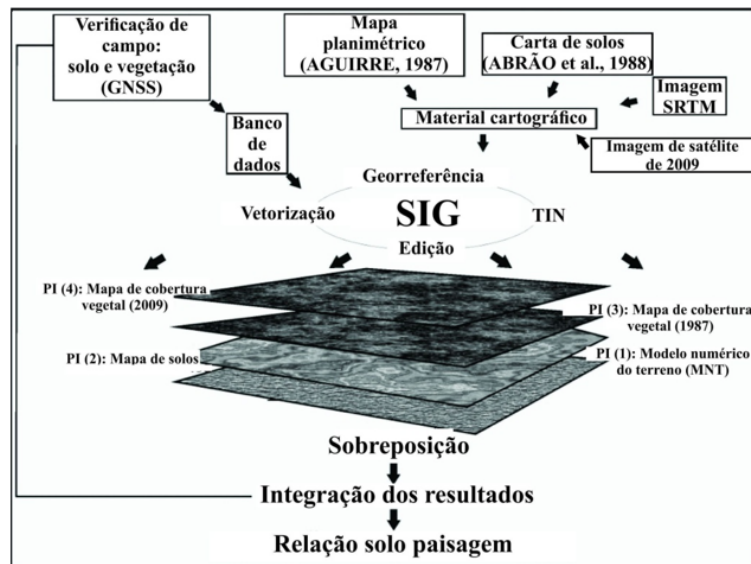 Verificação de
campo:
solo e vegetação
(GNSS)
Mapa
planimétrico
(AGUIRRE, 1987)
Carta de solos
(ABRÃO et al., 1988)
Imagem
SRTM
Banco
de
dados
Material cartográfico
Imagem de satélite
de 2009
Georreferência
Vetorização
SIG
TIN
Edição
PI (4): Mapa de cobertura
vegetal (2009)
PI (3): Mapa de cobertura
vegetal (1987)
PI (2): Mapa de solos
PI (1): Modelo numérico
do terreno (MNT)
Sobreposição
Integração dos resultados
Relação solo paisagem